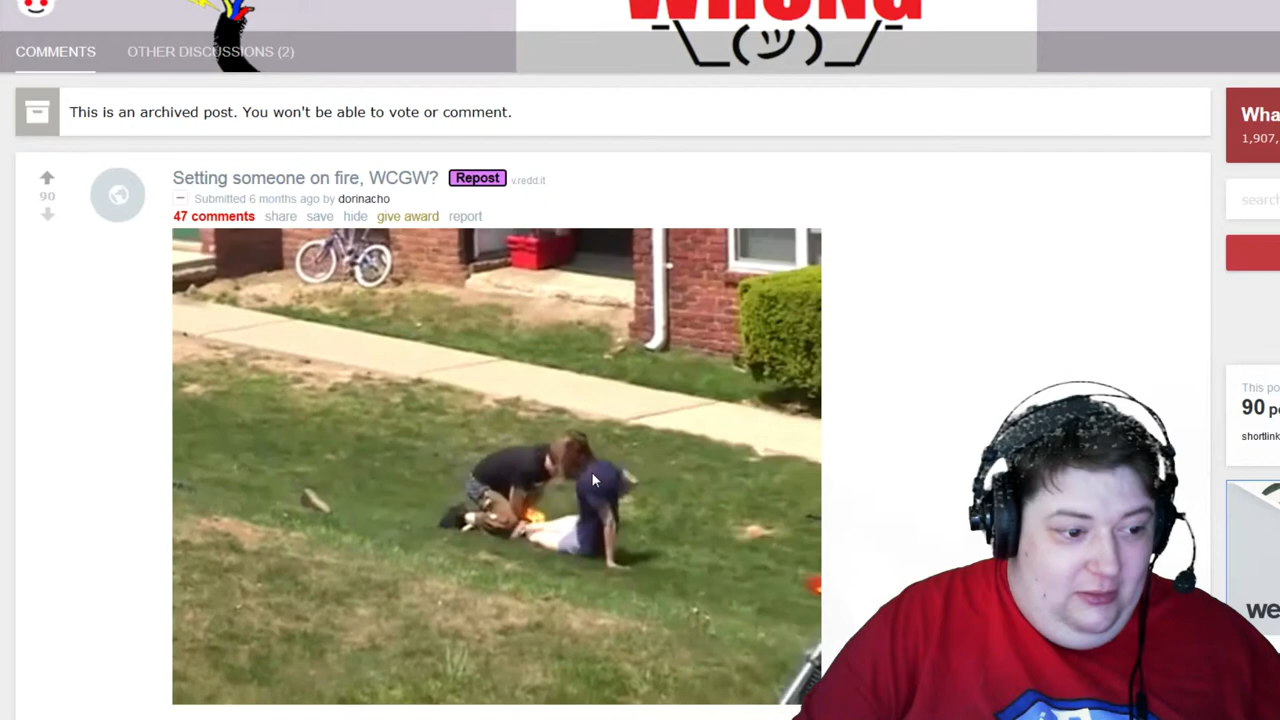 WRONG
¯\_(ツ)_/¯
COMMENTS
OTHER DISCUSSIONS (2)
This is an archived post. You won't be able to vote or comment.
Wha
1,907,
90
Setting someone on fire, WCGW? Repost v.redd.it
Submitted 6 months ago by dorinacho
47 comments share save hide give award report
search
This po
90 po
shortlink
we